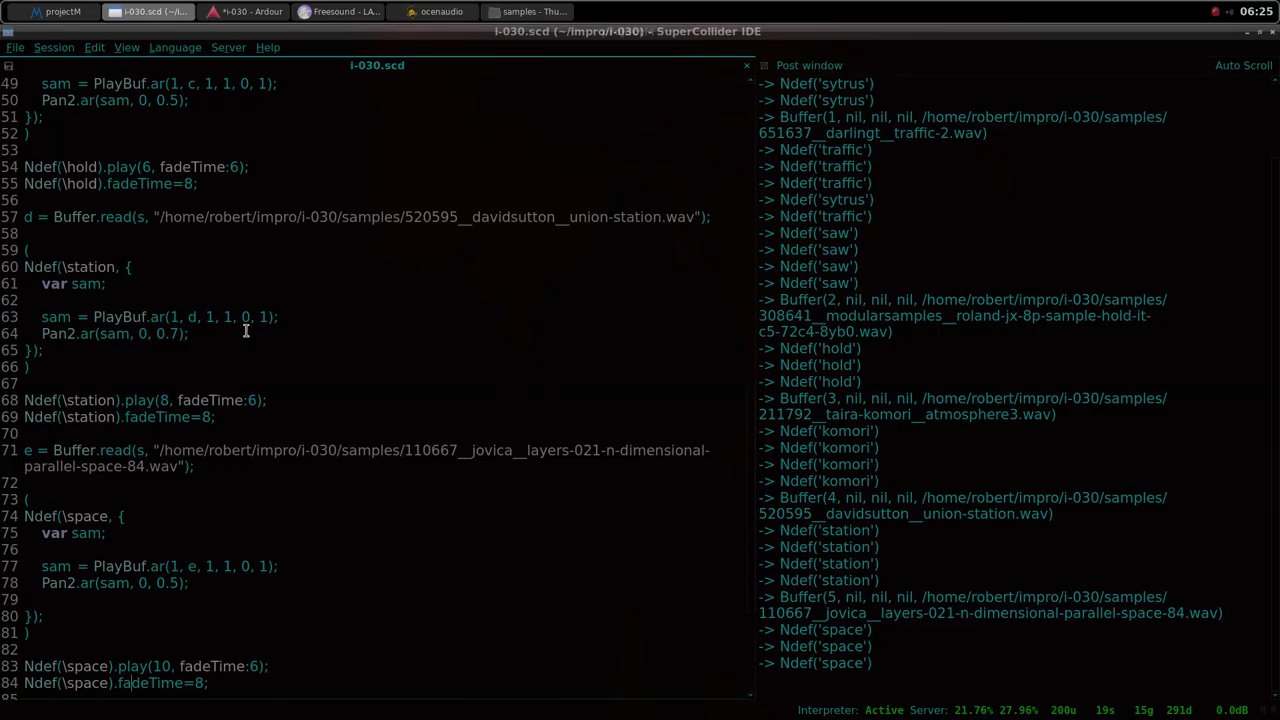 projectM
i-030.scd (~/i...
*i-030 - Ardour
Freesound - LA...
ocenaudio
samples - Thu...
06:25
i-030.scd (~/impro/i-030) - SuperCollider IDE
File Session Edit View Language Server Help
i-030.scd
49 sam = PlayBuf.ar(1, c, 1, 1, 0, 1);
50 Pan2.ar(sam, 0, 0.5);
51 });
52 )
53
54 Ndef(\hold).play(6, fadeTime:6);
55 Ndef(\hold).fadeTime=8;
56
57 d = Buffer.read(s, "/home/robert/impro/i-030/samples/520595__davidsutton__union-station.wav");
58
59 (
60 Ndef(\station, {
61 var sam;
62
63 sam = PlayBuf.ar(1, d, 1, 1, 0, 1);
64 Pan2.ar(sam, 0, 0.7);
65 });
66 )
67
68 Ndef(\station).play(8, fadeTime:6);
69 Ndef(\station).fadeTime=8;
70
71 e = Buffer.read(s, "/home/robert/impro/i-030/samples/110667__jovica__layers-021-n-dimensional-
parallel-space-84.wav");
72
73 (
74 Ndef(\space, {
75 var sam;
76
77 sam = PlayBuf.ar(1, e, 1, 1, 0, 1);
78 Pan2.ar(sam, 0, 0.5);
79
80 });
81 )
82
83 Ndef(\space).play(10, fadeTime:6);
84 Ndef(\space).fadeTime=8;
85
Post window
Auto Scroll
-> Ndef('sytrus')
-> Ndef('sytrus')
-> Buffer(1, nil, nil, nil, /home/robert/impro/i-030/samples/
651637__darlingt__traffic-2.wav)
-> Ndef('traffic')
-> Ndef('traffic')
-> Ndef('traffic')
-> Ndef('sytrus')
-> Ndef('traffic')
-> Ndef('saw')
-> Ndef('saw')
-> Ndef('saw')
-> Ndef('saw')
-> Buffer(2, nil, nil, nil, /home/robert/impro/i-030/samples/
308641__modularsamples__roland-jx-8p-sample-hold-it-
c5-72c4-8yb0.wav)
-> Ndef('hold')
-> Ndef('hold')
-> Ndef('hold')
-> Buffer(3, nil, nil, nil, /home/robert/impro/i-030/samples/
211792__taira-komori__atmosphere3.wav)
-> Ndef('komori')
-> Ndef('komori')
-> Ndef('komori')
-> Ndef('komori')
-> Buffer(4, nil, nil, nil, /home/robert/impro/i-030/samples/
520595__davidsutton__union-station.wav)
-> Ndef('station')
-> Ndef('station')
-> Ndef('station')
-> Ndef('station')
-> Buffer(5, nil, nil, nil, /home/robert/impro/i-030/samples/
110667__jovica__layers-021-n-dimensional-parallel-space-84.wav)
-> Ndef('space')
-> Ndef('space')
-> Ndef('space')
Interpreter: Active Server: 21.76% 27.96% 200u 19s 15g 291d 0.0dB